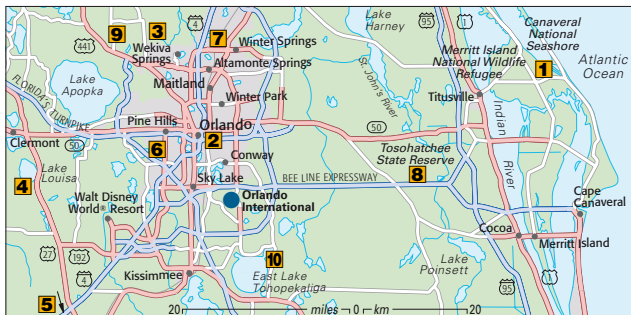 Lake
Harney
95
1
Canaveral
National
Seashore
9
3
4
7
441
Wekiva
Springs
Winter Springs
Merritt Island
National Wildlife
Refugee
1
Atlantic
Ocean
Altamonte Springs
Lake
Apopka
Maitland
St. John's River
Titusville
Winter Park
FLORIDA'S TURNPIKE
Pine Hills
Orlando
50
Indian
River
Clermont
50
6
2
Tosohatchee
State Reserve
Conway
Lake
Louisa
4
Sky Lake
BEE LINE EXPRESSWAY
8
Walt Disney
World® Resort
Orlando
International
Cape
Canaveral
Cocoa
Merritt Island
27
192
4
10
Lake
Poinsett
Kissimmee
East Lake
Tohopekaliga
95
1
5
20
miles – 0 – km
20